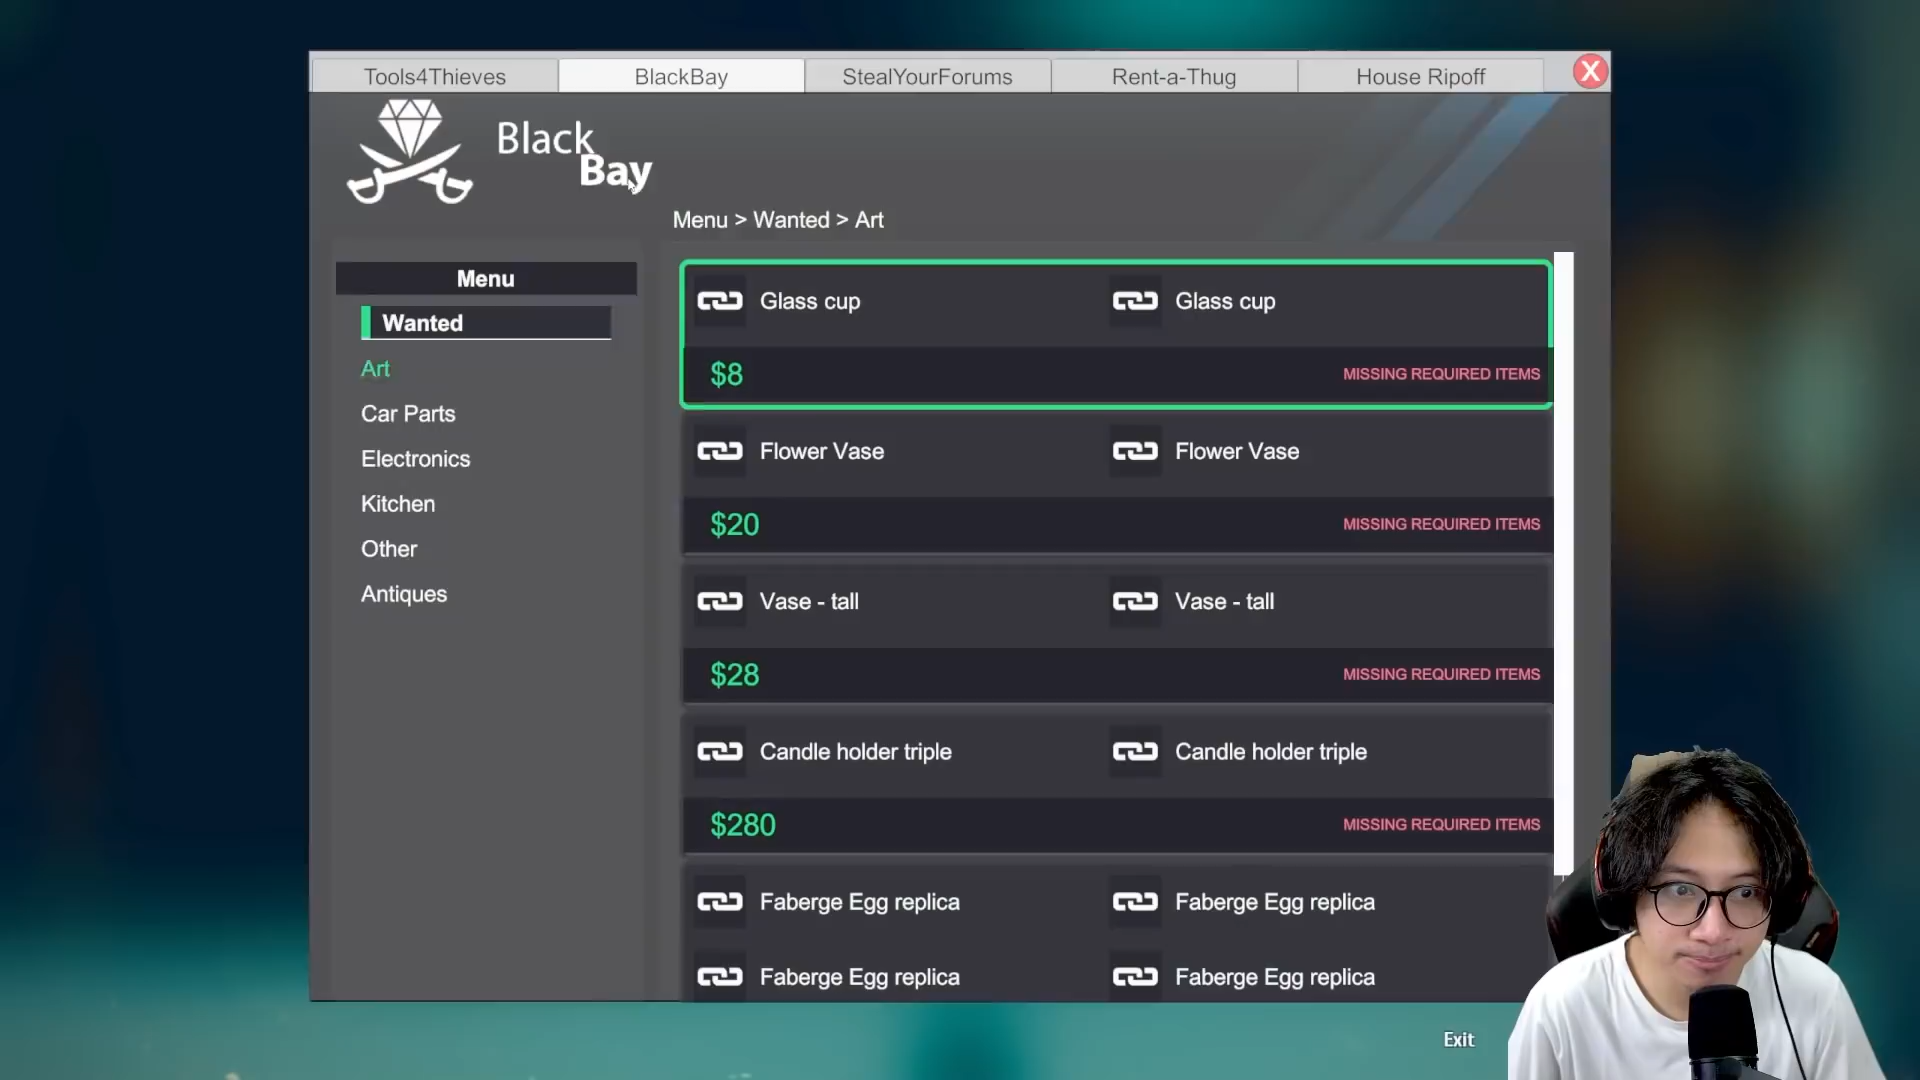 Tools4Thieves BlackBay StealYourForums Rent-a-Thug House Ripoff X
Black
Bay
Menu > Wanted > Art
Menu
Wanted
Art
Car Parts
Electronics
Kitchen
Other
Antiques
Glass cup Glass cup
$8 MISSING REQUIRED ITEMS
Flower Vase Flower Vase
$20 MISSING REQUIRED ITEMS
Vase - tall Vase - tall
$28 MISSING REQUIRED ITEMS
Candle holder triple Candle holder triple
$280 MISSING REQUIRED ITEMS
Faberge Egg replica Faberge Egg replica
Faberge Egg replica Faberge Egg replica
Exit